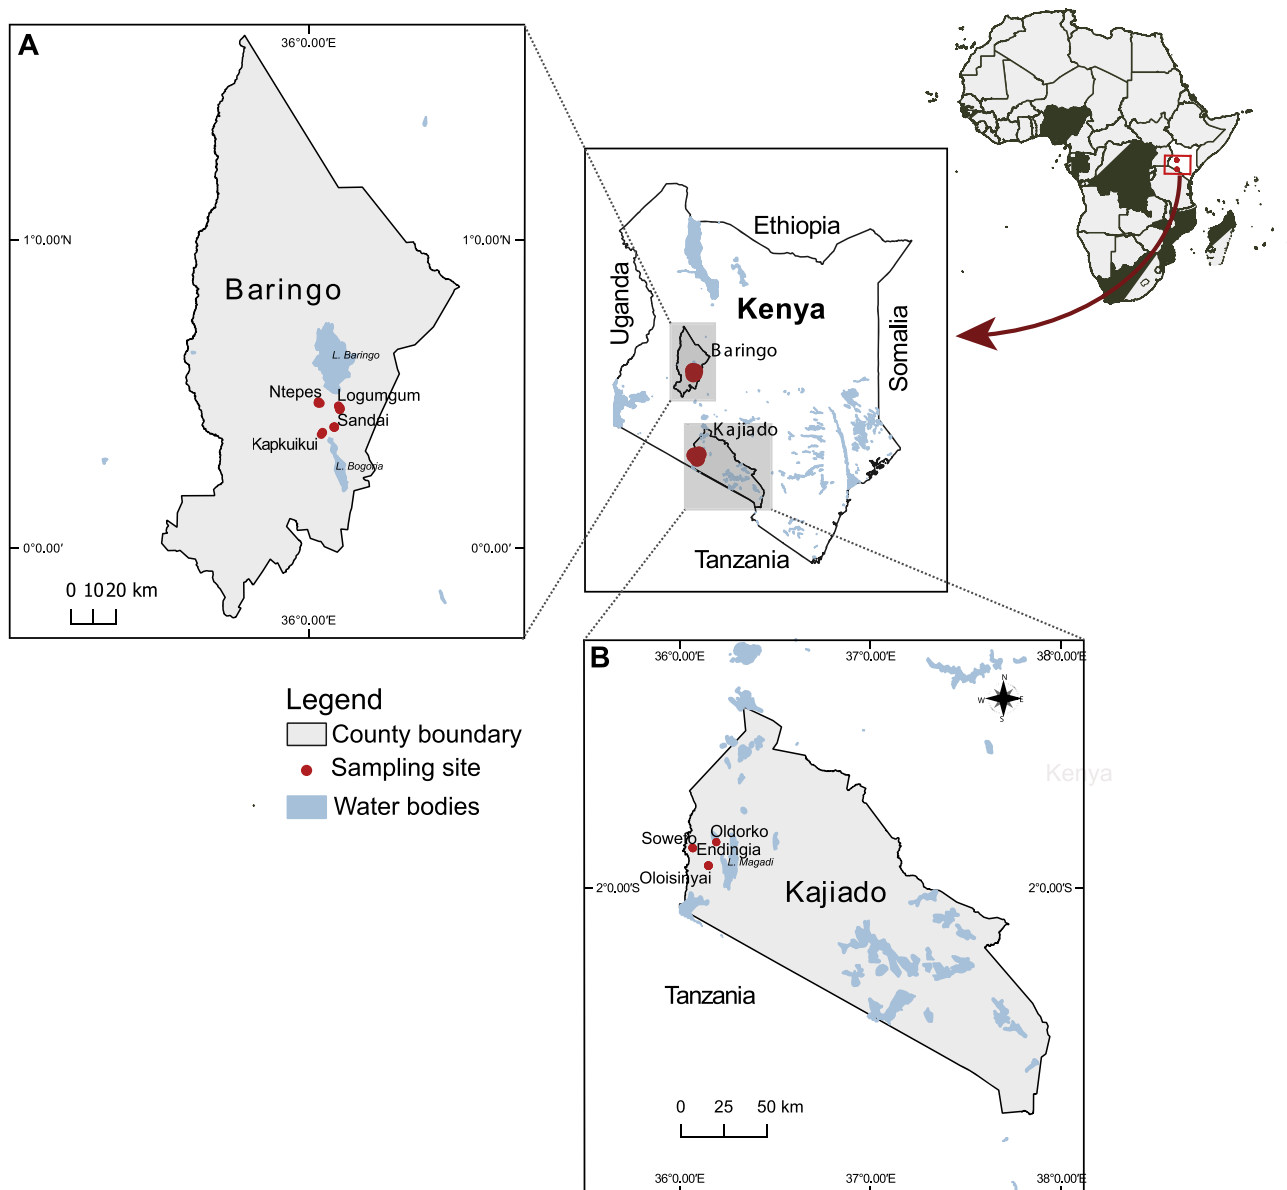 A
36°0.00′E
1°0.00′N
1°0.00′N
Baringo
L. Baringo
Ntepes
Logumgum
Sandai
Kapkuikui
L. Bogoria
0°0.00′
0°0.00′
0 10 20 km
36°0.00′E
Ethiopia
Uganda
Kenya
Somalia
Baringo
Kajiado
Tanzania
Legend
County boundary
Sampling site
Water bodies
B
36°0.00′E
37°0.00′E
38°0.00′E
N
W
E
S
Kenya
Sowefo
Oldorko
Endingia
L. Magadi
Oloisinyai
2°0.00′S
2°0.00′S
Kajiado
Tanzania
0 25 50 km
36°0.00′E
37°0.00′E
38°0.00′E